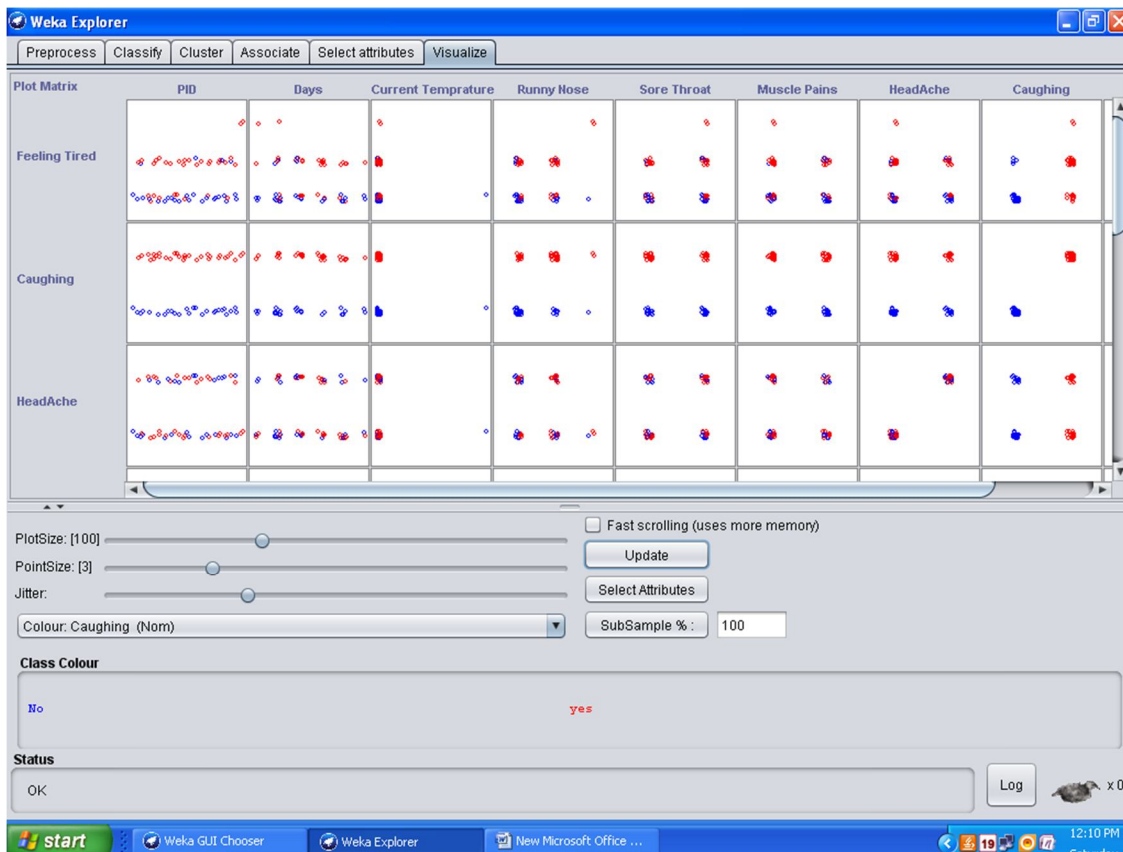 Weka Explorer
Preprocess Classify Cluster Associate Select attributes Visualize
Plot Matrix PID Days Current Temprature Runny Nose Sore Throat Muscle Pains HeadAche Caughing
Feeling Tired
Caughing
HeadAche
PlotSize: [100]
PointSize: [3]
Jitter:
Colour: Caughing (Nom)
Fast scrolling (uses more memory)
Update
Select Attributes
SubSample % : 100
Class Colour
No yes
Status
OK
Log x 0
start Weka GUI Chooser Weka Explorer New Microsoft Office ... 19 12:10 PM